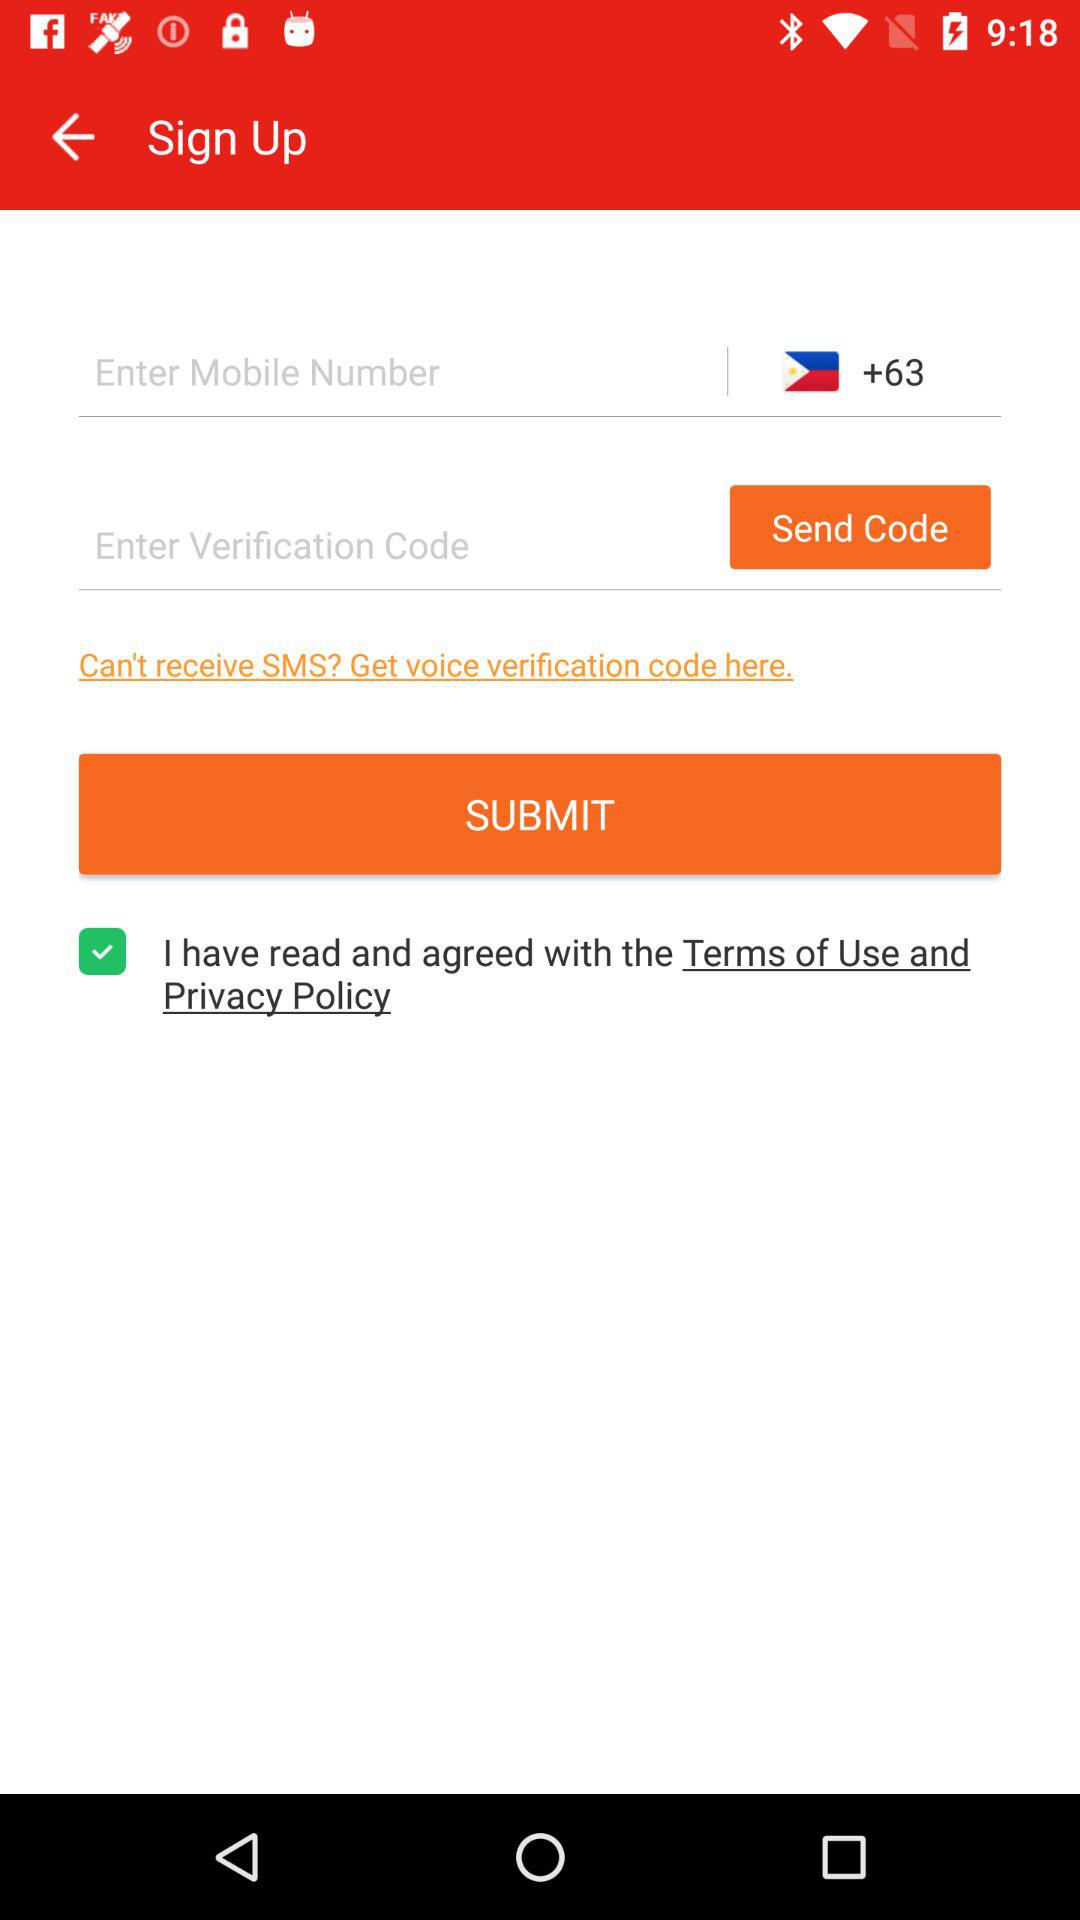 FAKE
9:18
Sign Up
Enter Mobile Number
+63
Enter Verification Code
Send Code
Can't receive SMS? Get voice verification code here.
SUBMIT
I have read and agreed with the Terms of Use and
Privacy Policy